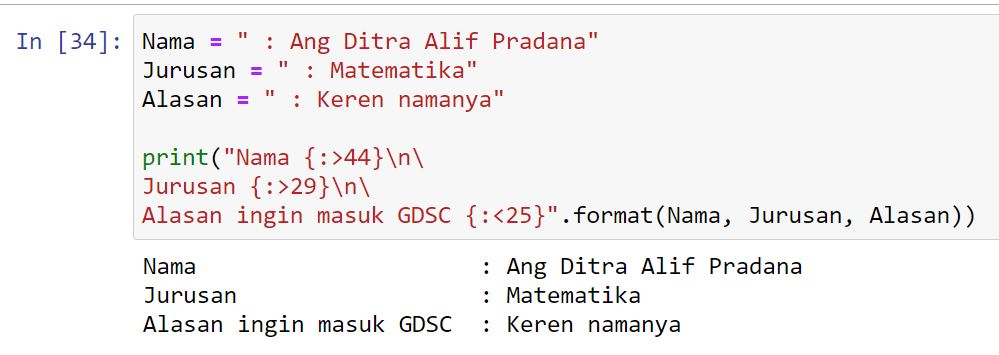 In [34]: Nama = " : Ang Ditra Alif Pradana"
Jurusan = " : Matematika"
Alasan = " : Keren namanya"
print("Nama {:>44}\n\
Jurusan {:>29}\n\
Alasan ingin masuk GDSC {:<25}".format(Nama, Jurusan, Alasan))
Nama                     : Ang Ditra Alif Pradana
Jurusan                  : Matematika
Alasan ingin masuk GDSC  : Keren namanya